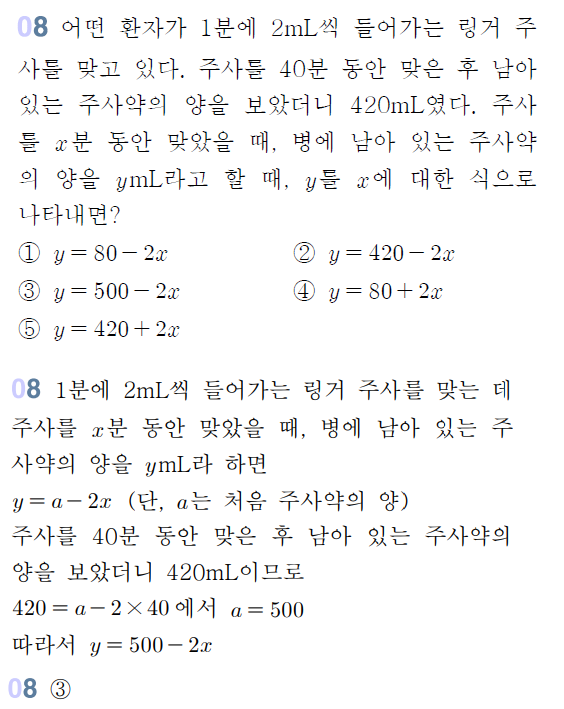 08 어떤 환자가 1분에 2mL씩 들어가는 링거 주
사를 맞고 있다. 주사를 40분 동안 맞은 후 남아
있는 주사약의 양을 보았더니 420mL였다. 주사
를 x분 동안 맞았을 때, 병에 남아 있는 주사약
의 양을 ymL라고 할 때, y를 x에 대한 식으로
나타내면?
① y = 80 − 2x ② y = 420 − 2x
③ y = 500 − 2x ④ y = 80 + 2x
⑤ y = 420 + 2x
08 1분에 2mL씩 들어가는 링거 주사를 맞는 데
주사를 x분 동안 맞았을 때, 병에 남아 있는 주
사약의 양을 ymL라 하면
y = a − 2x (단, a는 처음 주사약의 양)
주사를 40분 동안 맞은 후 남아 있는 주사약의
양을 보았더니 420mL이므로
420 = a − 2 × 40 에서 a = 500
따라서 y = 500 − 2x
08 ③